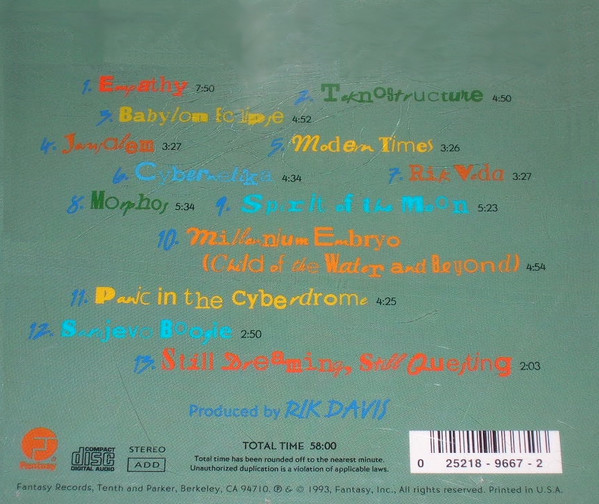 1. Empathy 7:50
2. Teknostructure 4:50
3. Babylon Eclipse 4:52
4. Jerusalem 3:27
5. Modern Times 3:26
6. Cybernetika 4:34
7. Rik Veda 3:27
8. Morphos 5:34
9. Spirit of the Moon 5:23
10. Millennium Embryo
(Child of the Water and Beyond) 4:54
11. Panic in the Cyberdrome 4:25
12. Sanjevo Boogie 2:50
13. Still Dreaming, Still Questing 2:03
Produced by RIK DAVIS
Fantasy
COMPACT
disc
DIGITAL AUDIO
STEREO
ADD
TOTAL TIME 58:00
Total time has been rounded off to the nearest minute.
Unauthorized duplication is a violation of applicable laws.
0 25218-9667-2
Fantasy Records, Tenth and Parker, Berkeley, CA 94710. ℗ & © 1993, Fantasy, Inc., All rights reserved. Printed in U.S.A.